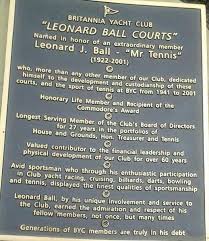 BRITANNIA YACHT CLUB
"LEONARD BALL COURTS"
Named in honor of an extraordinary member
Leonard J. Ball - "Mr Tennis"
(1922-2001)
who, more than any other member of our Club, dedicated
himself to the development and custodianship of these
courts, and the sport of tennis at BYC from 1941 to 2001
Honorary Life Member and Recipient of the
Commodore's Award
Longest Serving Member of the Club's Board of Directors
for 27 years in the portfolios of
House and Grounds, Hon. Treasurer and Tennis
Valued contributor to the financial leadership and
physical development of our Club for over 60 years
Avid sportsman who through his enthusiastic participation
in Club yacht racing, cruising, billiards, darts, bowling
and tennis, displayed the finest qualities of sportsmanship
Leonard Ball, by his unique involvement and service to
the Club, earned the admiration and respect of his
fellow members, not once, but many times
Generations of BYC members are truly in his debt